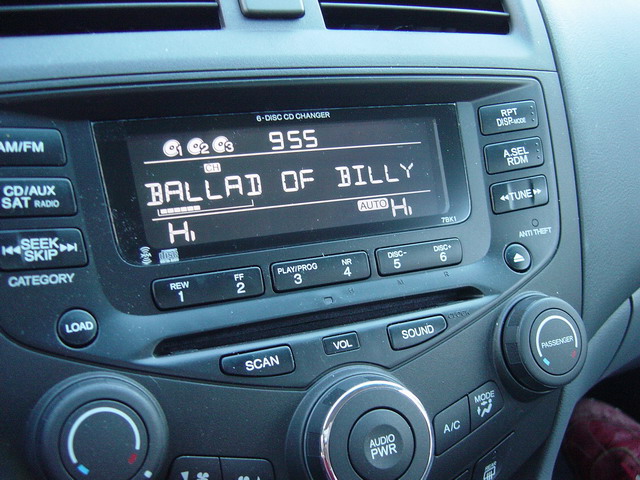 6-DISC CD CHANGER
1 2 3 955
CH
BALLAD OF BILLY
AUTO
Hi Hi
7BK1
AM/FM
CD/AUX
SAT RADIO
SEEK
SKIP
CATEGORY
LOAD
RPT
DISP MODE
A.SEL
RDM
TUNE
ANTI THEFT
REW
1
FF
2
PLAY/PROG
3
NR
4
DISC-
5
DISC+
6
SCAN
VOL
SOUND
PASSENGER
AUDIO
PWR
A/C
MODE